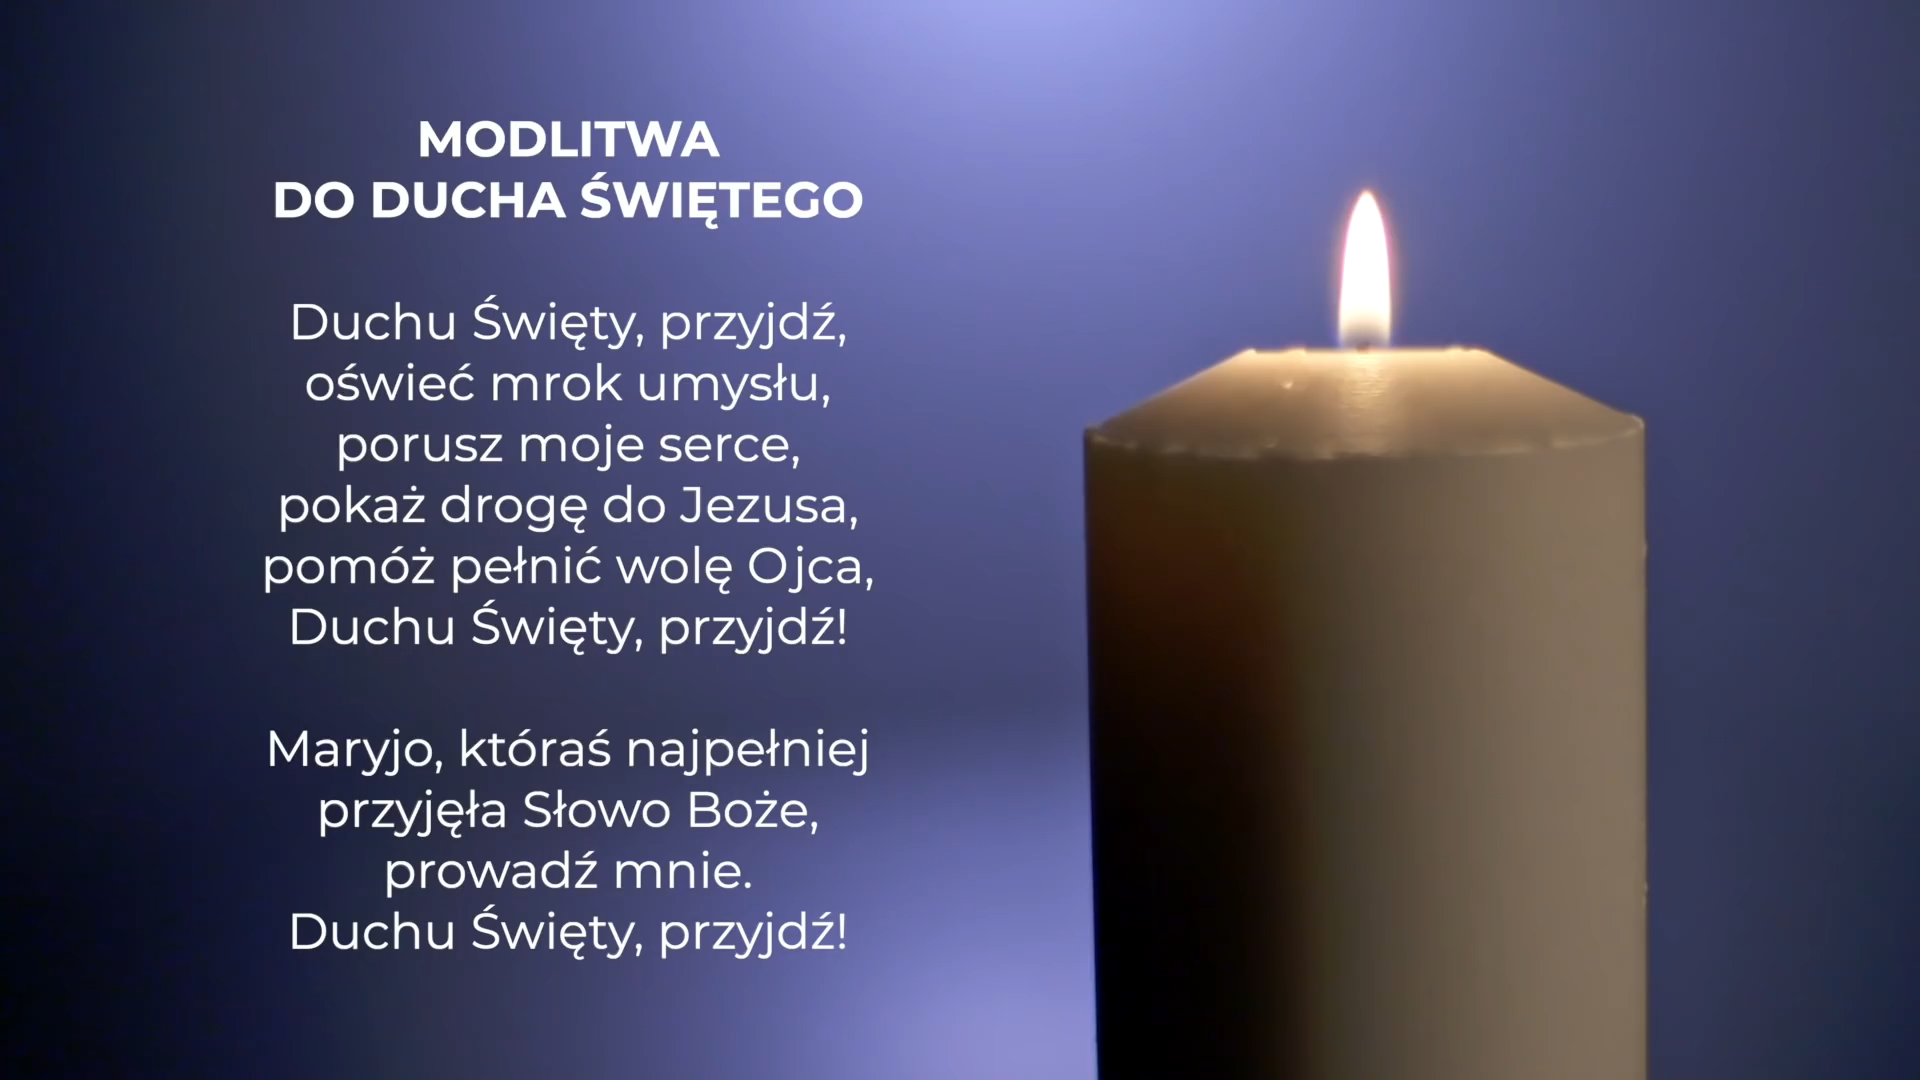 MODLITWA
DO DUCHA ŚWIĘTEGO
Duchu Święty, przyjdź,
oświeć mrok umysłu,
porusz moje serce,
pokaż drogę do Jezusa,
pomóż pełnić wolę Ojca,
Duchu Święty, przyjdź!
Maryjo, któraś najpełniej
przyjęła Słowo Boże,
prowadź mnie.
Duchu Święty, przyjdź!